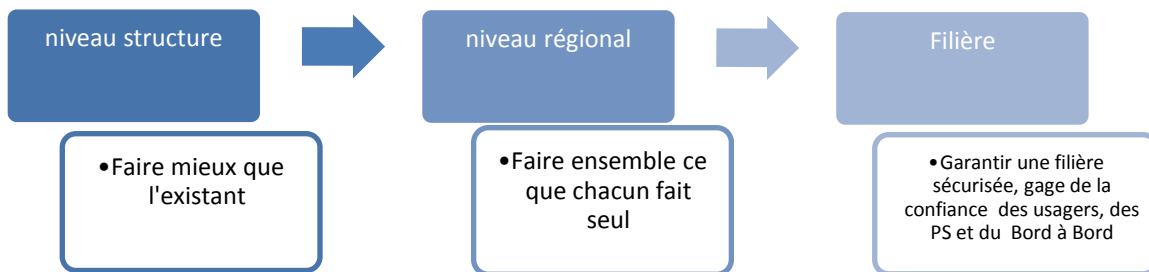 niveau structure
•Faire mieux que
l'existant
niveau régional
•Faire ensemble ce
que chacun fait
seul
Filière
•Garantir une filière
sécurisée, gage de la
confiance des usagers, des
PS et du Bord à Bord